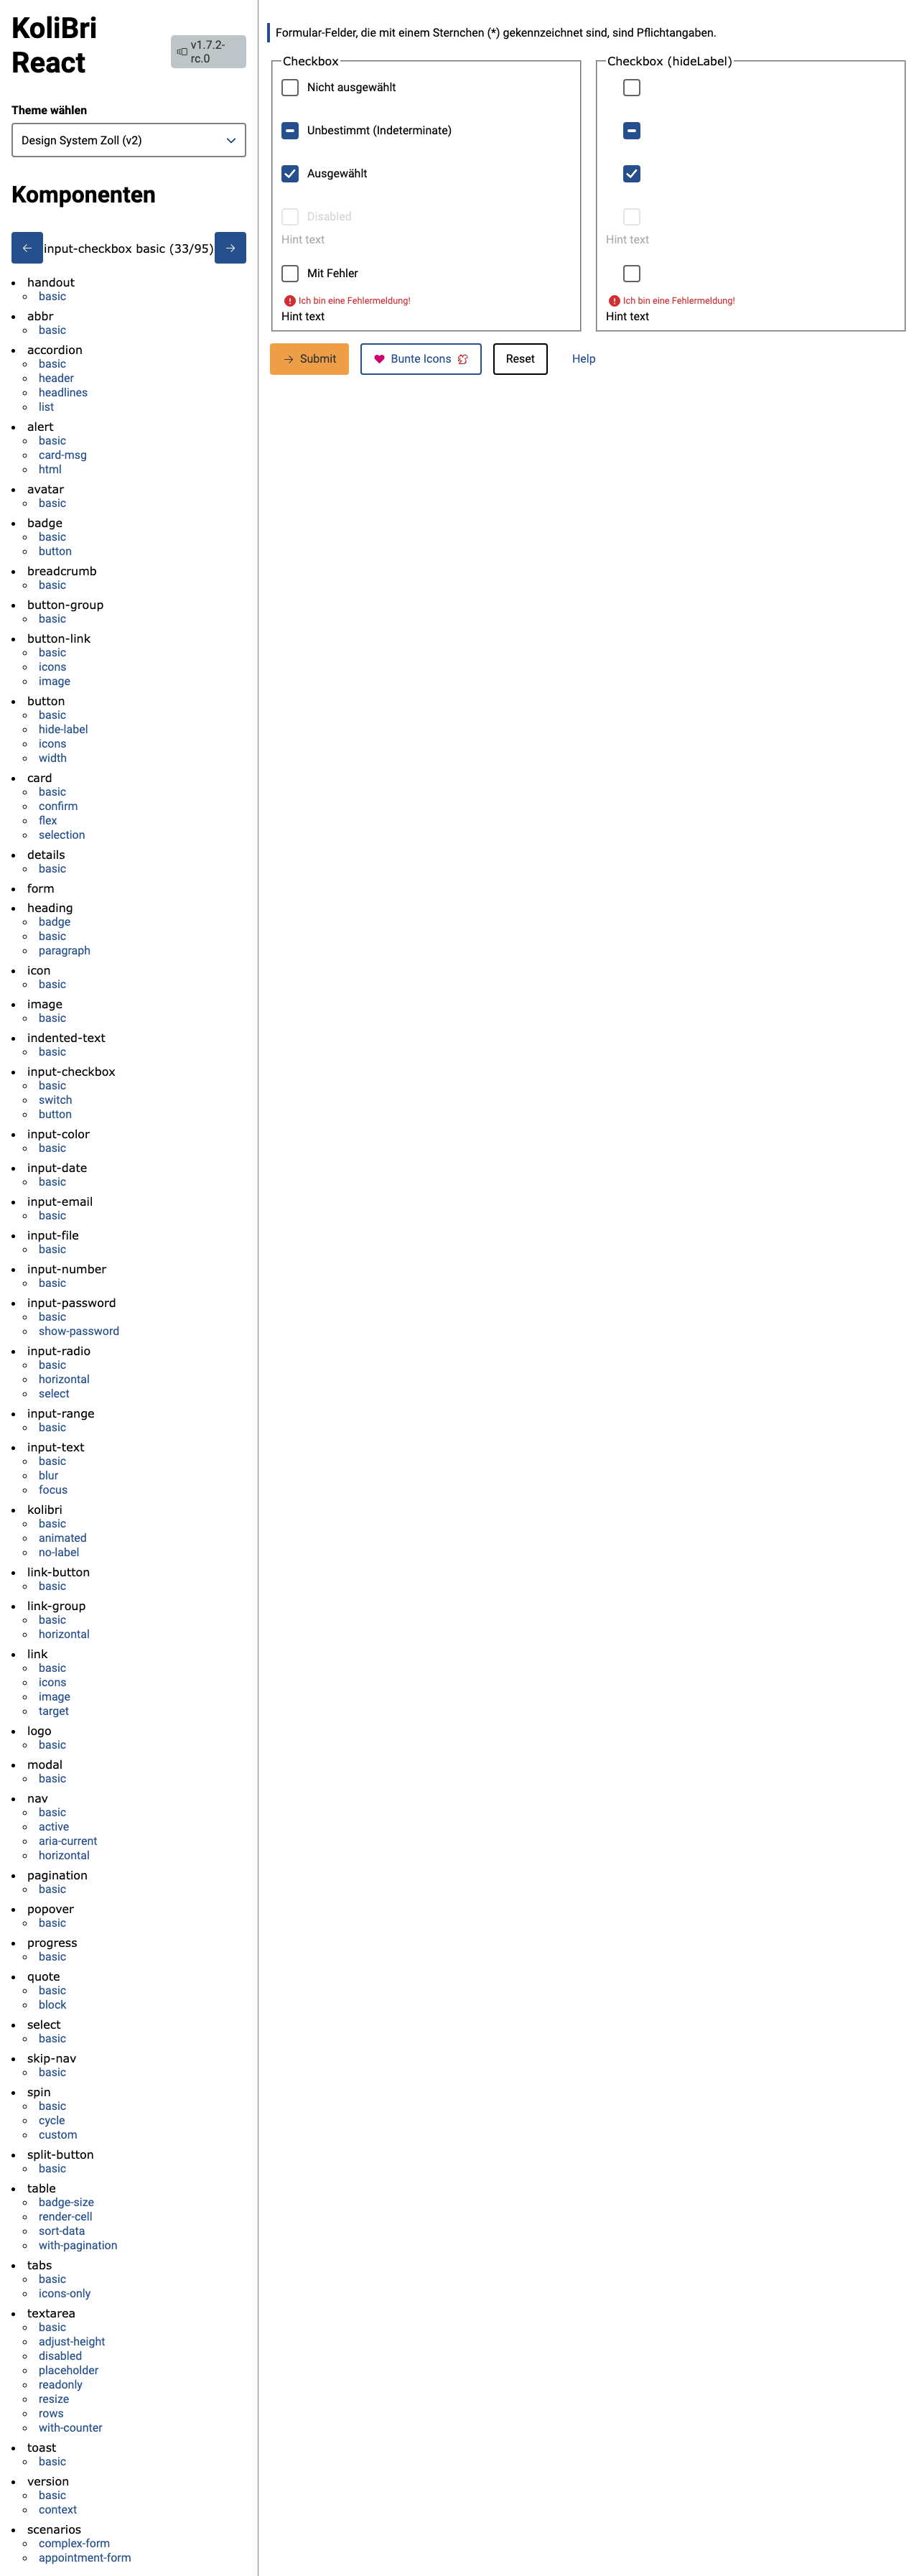 KoliBri
React
v1.7.2-
rc.0
Theme wählen
Design System Zoll (v2)
Komponenten
← input-checkbox basic (33/95) →
handout
basic
abbr
basic
accordion
basic
header
headlines
list
alert
basic
card-msg
html
avatar
basic
badge
basic
button
breadcrumb
basic
button-group
basic
button-link
basic
icons
image
button
basic
hide-label
icons
width
card
basic
confirm
flex
selection
details
basic
form
heading
badge
basic
paragraph
icon
basic
image
basic
indented-text
basic
input-checkbox
basic
switch
button
input-color
basic
input-date
basic
input-email
basic
input-file
basic
input-number
basic
input-password
basic
show-password
input-radio
basic
horizontal
select
input-range
basic
input-text
basic
blur
focus
kolibri
basic
animated
no-label
link-button
basic
link-group
basic
horizontal
link
basic
icons
image
target
logo
basic
modal
basic
nav
basic
active
aria-current
horizontal
pagination
basic
popover
basic
progress
basic
quote
basic
block
select
basic
skip-nav
basic
spin
basic
cycle
custom
split-button
basic
table
badge-size
render-cell
sort-data
with-pagination
tabs
basic
icons-only
textarea
basic
adjust-height
disabled
placeholder
readonly
resize
rows
with-counter
toast
basic
version
basic
context
scenarios
complex-form
appointment-form
Formular-Felder, die mit einem Sternchen (*) gekennzeichnet sind, sind Pflichtangaben.
Checkbox
Nicht ausgewählt
Unbestimmt (Indeterminate)
Ausgewählt
Disabled
Hint text
Mit Fehler
Ich bin eine Fehlermeldung!
Hint text
Checkbox (hideLabel)
Hint text
Ich bin eine Fehlermeldung!
Hint text
→ Submit
Bunte Icons
Reset
Help